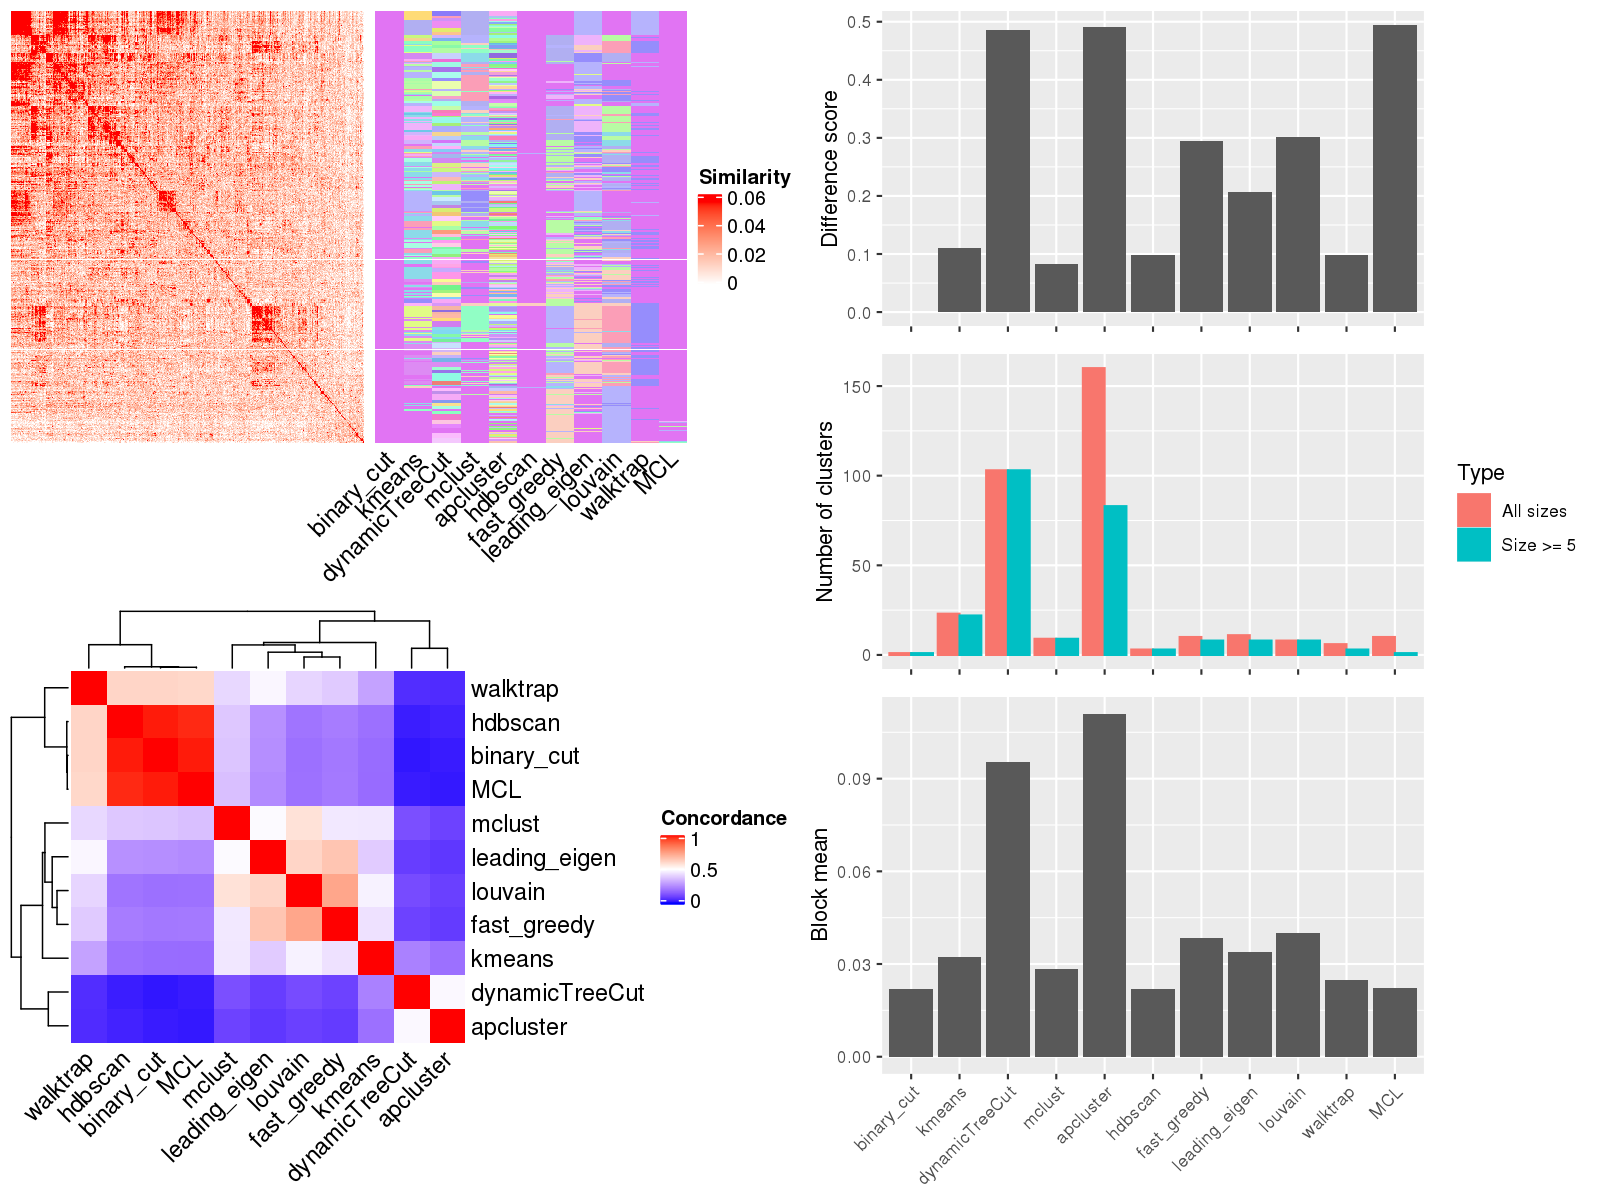 Similarity
0.06
0.04
0.02
0
binary_cut
kmeans
dynamicTreeCut
mclust
apcluster
hdbscan
fast_greedy
leading_eigen
louvain
walktrap
MCL
walktrap
hdbscan
binary_cut
MCL
mclust
leading_eigen
louvain
fast_greedy
kmeans
dynamicTreeCut
apcluster
walktrap
hdbscan
binary_cut
MCL
mclust
leading_eigen
louvain
fast_greedy
kmeans
dynamicTreeCut
apcluster
Concordance
1
0.5
0
Difference score
0.5
0.4
0.3
0.2
0.1
0.0
Number of clusters
150
100
50
0
Type
All sizes
Size >= 5
Block mean
0.09
0.06
0.03
0.00
binary_cut
kmeans
dynamicTreeCut
mclust
apcluster
hdbscan
fast_greedy
leading_eigen
louvain
walktrap
MCL